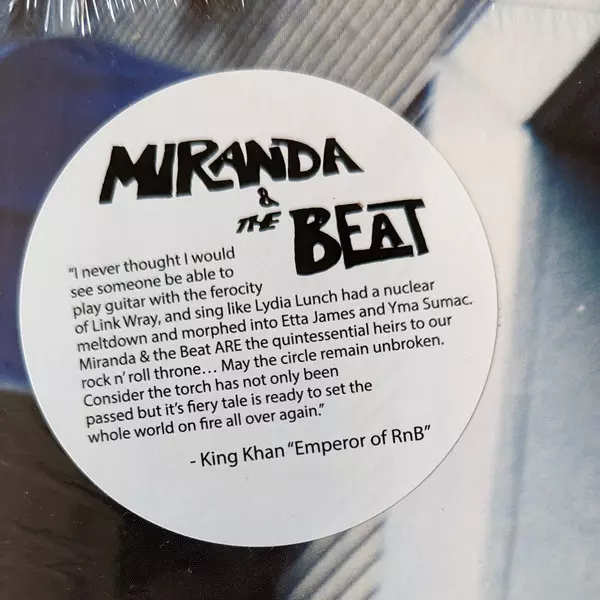 MIRANDA
&
THE BEAT
"I never thought I would
see someone be able to
play guitar with the ferocity
of Link Wray, and sing like Lydia Lunch had a nuclear
meltdown and morphed into Etta James and Yma Sumac.
Miranda & the Beat ARE the quintessential heirs to our
rock n' roll throne... May the circle remain unbroken.
Consider the torch has not only been
passed but it's fiery tale is ready to set the
whole world on fire all over again."
- King Khan "Emperor of RnB"